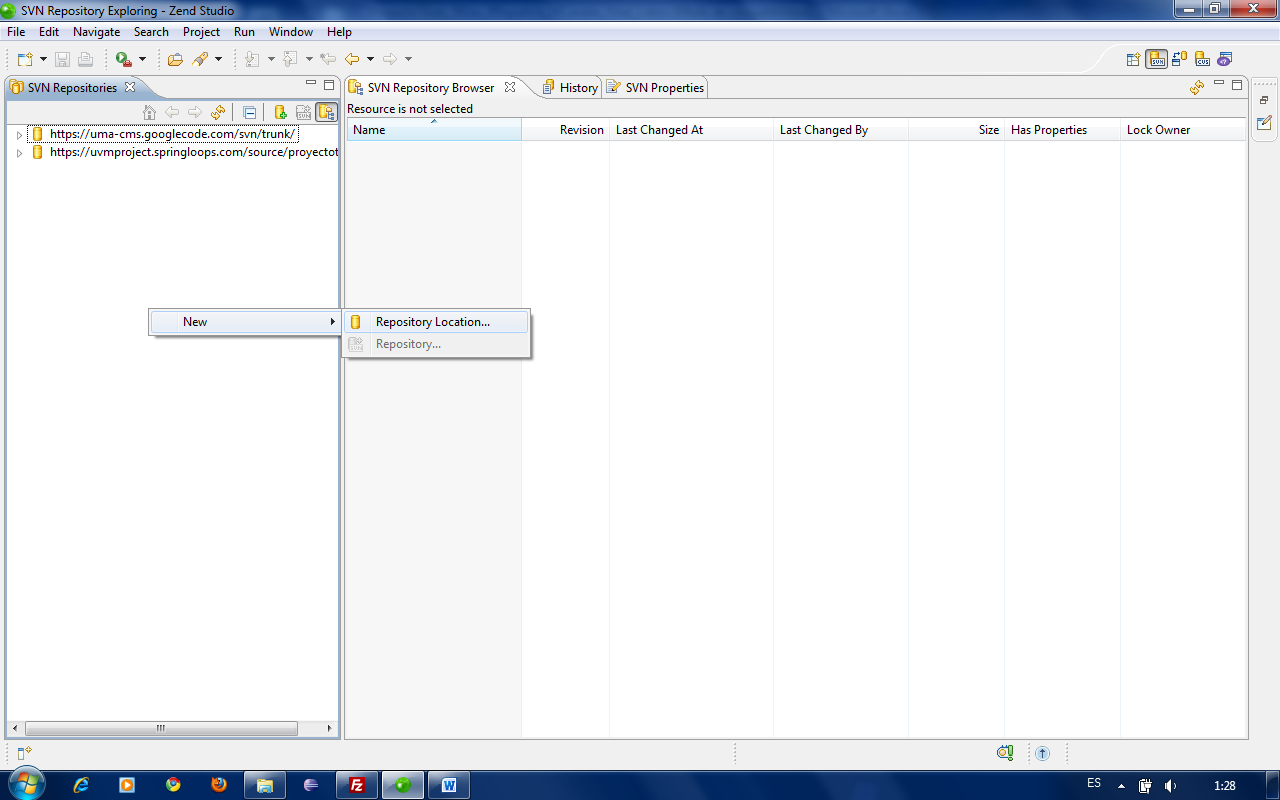 SVN Repository Exploring - Zend Studio
File Edit Navigate Search Project Run Window Help
SVN Repositories
SVN Repository Browser
History
SVN Properties
Resource is not selected
Name Revision Last Changed At Last Changed By Size Has Properties Lock Owner
https://uma-cms.googlecode.com/svn/trunk/
https://uvmproject.springloops.com/source/proyectot
New
Repository Location...
Repository...
ES
1:28